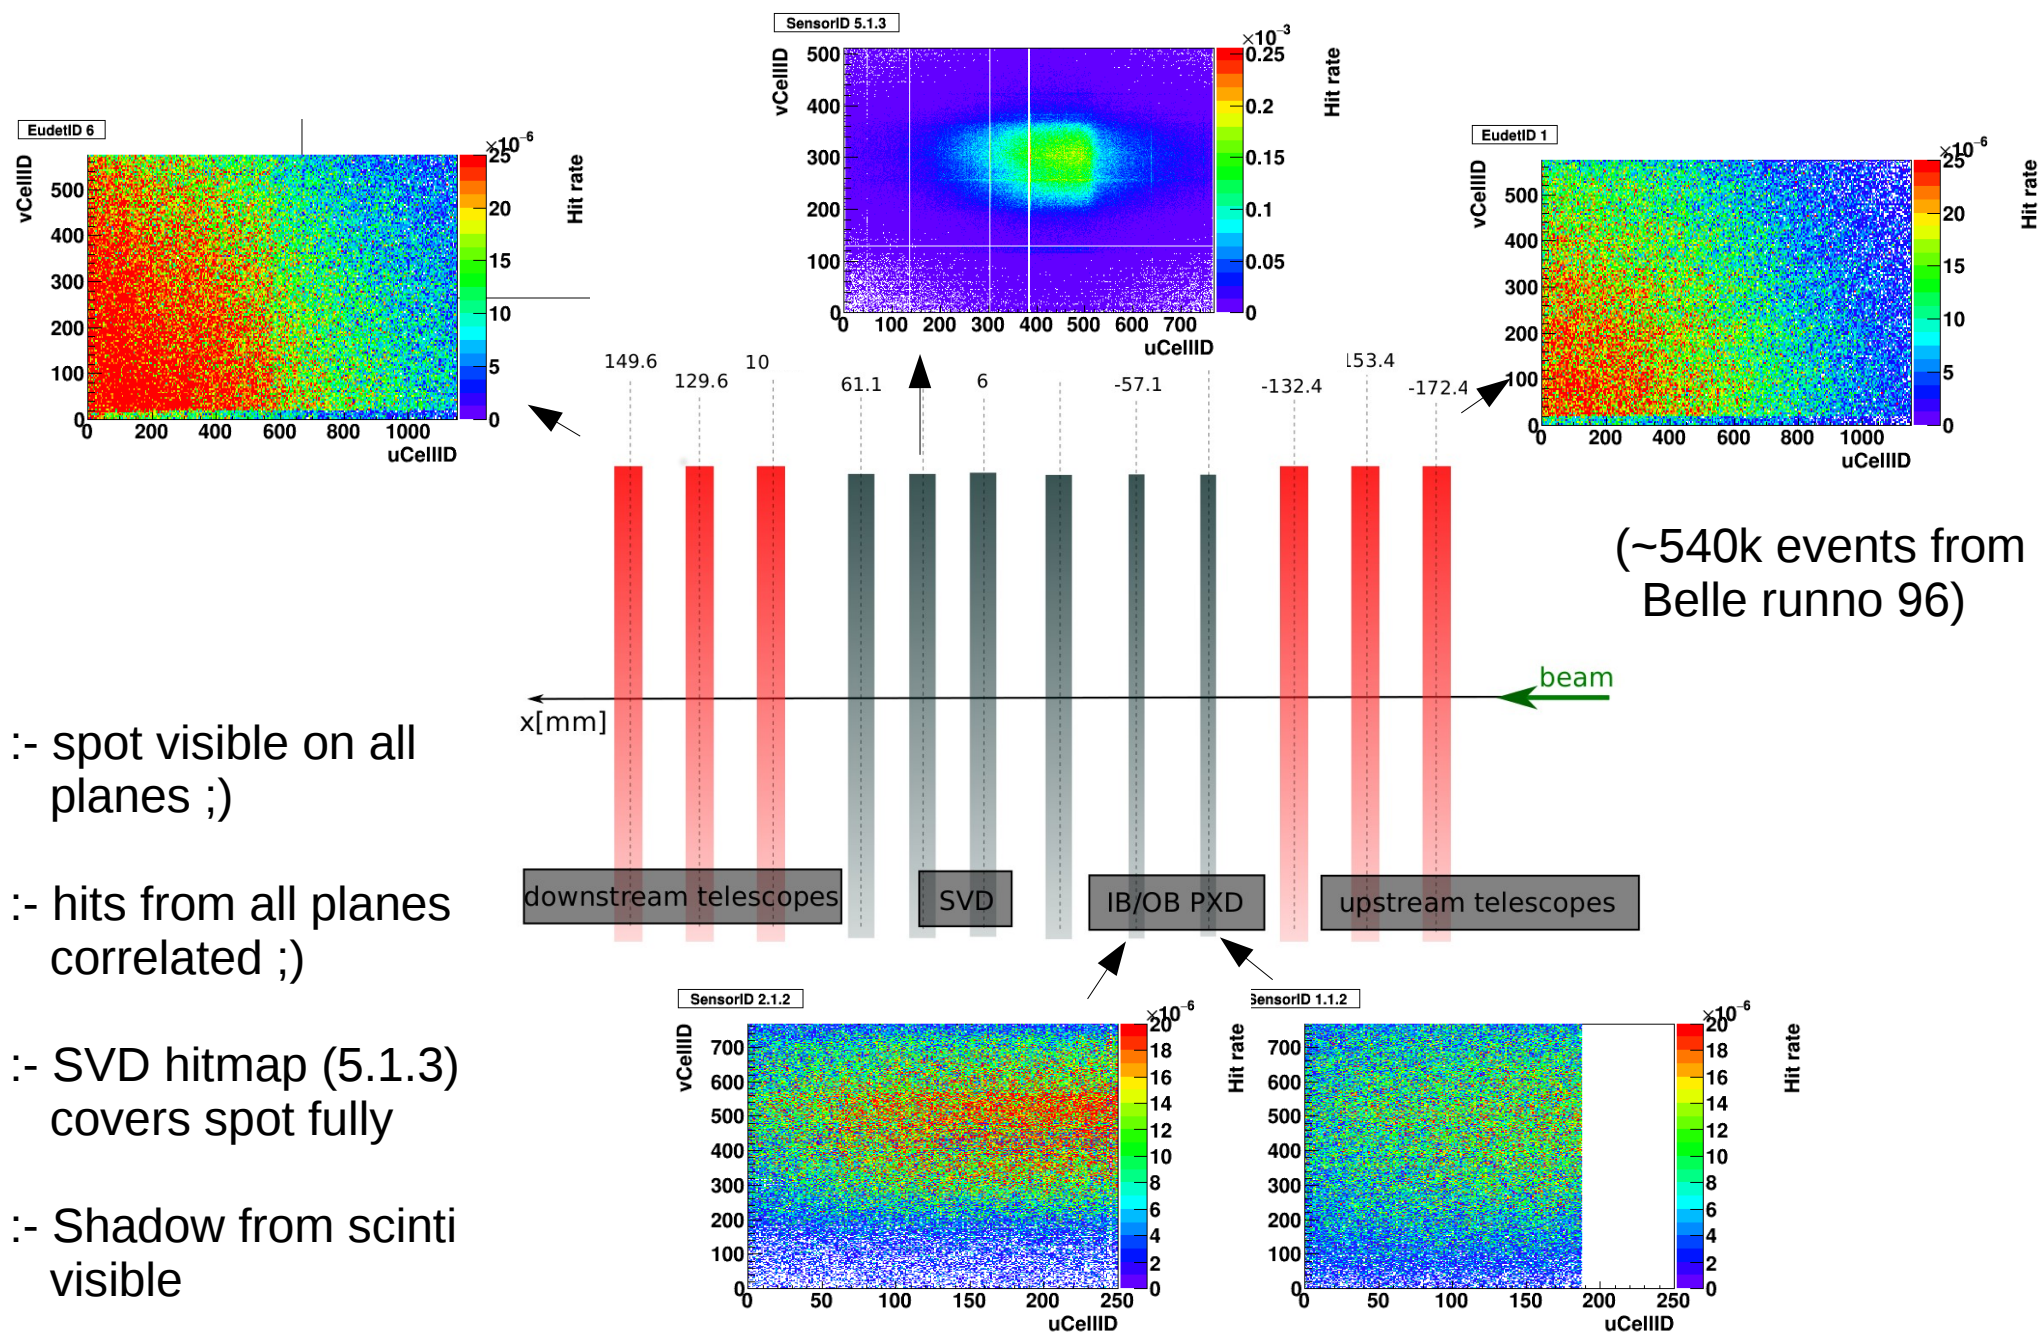 SensorID 5.1.3
×10⁻³
vCellID
500
400
300
200
100
0
0 100 200 300 400 500 600 700
uCellID
0.25
0.2
0.15
0.1
0.05
0
Hit rate
EudetID 6
×10⁻⁶
vCellID
500
400
300
200
100
0
0 200 400 600 800 1000
uCellID
25
20
15
10
5
0
Hit rate
EudetID 1
×10⁻⁶
vCellID
500
400
300
200
100
0
0 200 400 600 800 1000
uCellID
25
20
15
10
5
0
Hit rate
149.6
129.6
10
61.1
6
-57.1
-132.4
153.4
-172.4
(~540k events from
Belle runno 96)
beam
x[mm]
downstream telescopes
SVD
IB/OB PXD
upstream telescopes
:- spot visible on all
planes ;)
:- hits from all planes
correlated ;)
:- SVD hitmap (5.1.3)
covers spot fully
:- Shadow from scinti
visible
SensorID 2.1.2
×10⁻⁶
vCellID
700
600
500
400
300
200
100
0
0 50 100 150 200 250
uCellID
20
18
16
14
12
10
8
6
4
2
0
Hit rate
SensorID 1.1.2
×10⁻⁶
700
600
500
400
300
200
100
0
0 50 100 150 200 250
uCellID
20
18
16
14
12
10
8
6
4
2
0
Hit rate